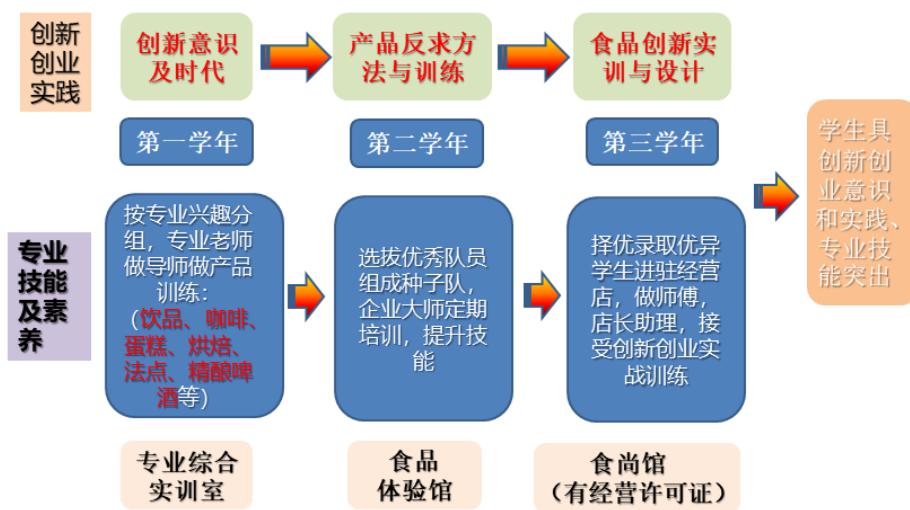 创新
创业
实践
创新意识
及时代
产品反求方
法与训练
食品创新实
训与设计
第一学年
第二学年
第三学年
专业
技能
及素
养
按专业兴趣分
组，专业老师
做导师做产品
训练：
（饮品、咖啡、
蛋糕、烘焙、
法点、精酿啤
酒等）
选拔优秀队员
组成种子队，
企业大师定期
培训，提升技
能
择优录取优异
学生进驻经营
店，做师傅，
店长助理，接
受创新创业实
战训练
学生具
创新创
业意识
和实践、
专业技
能突出
专业综合
实训室
食品
体验馆
食尚馆
（有经营许可证）